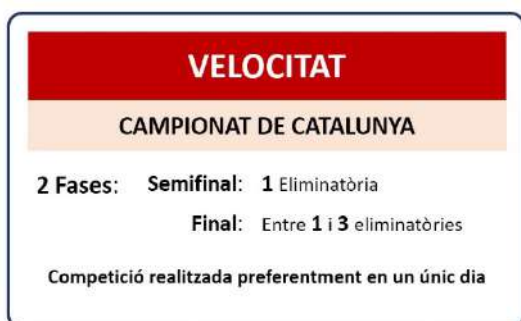 VELOCITAT
CAMPIONAT DE CATALUNYA
2 Fases: Semifinal: 1 Eliminatòria
Final: Entre 1 i 3 eliminatòries
Competició realitzada preferentment en un únic dia